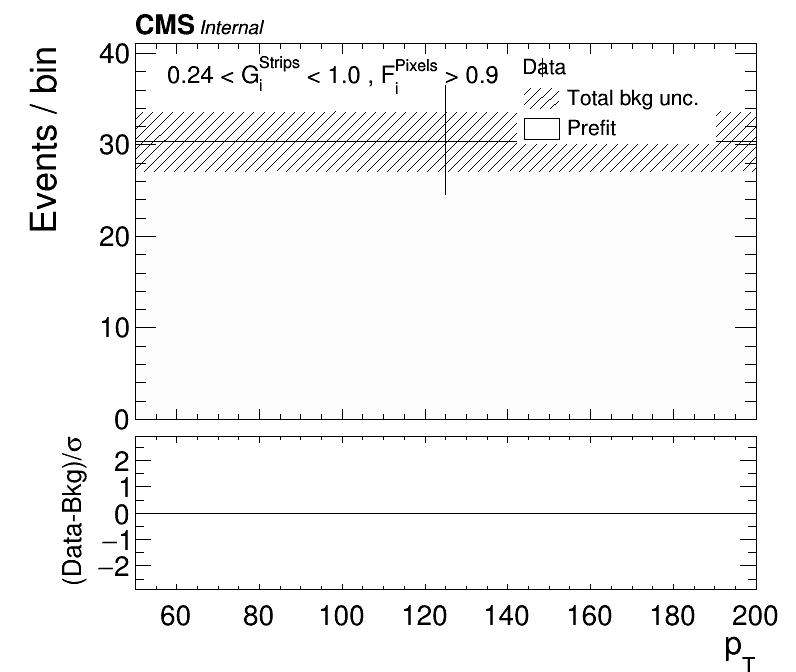 CMS Internal
0.24 < G_i^Strips < 1.0 , F_i^Pixels > 0.9
Data
Total bkg unc.
Prefit
Events / bin
40
30
20
10
0
(Data-Bkg)/σ
2
1
0
−1
−2
60 80 100 120 140 160 180 200
p_T